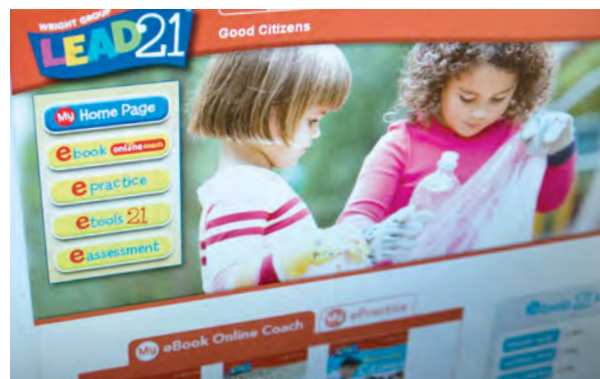 WRIGHT GROUP
LEAD21
Good Citizens
My Home Page
ebook online coach
epractice
etools 21
eassessment
My eBook Online Coach
My ePractice